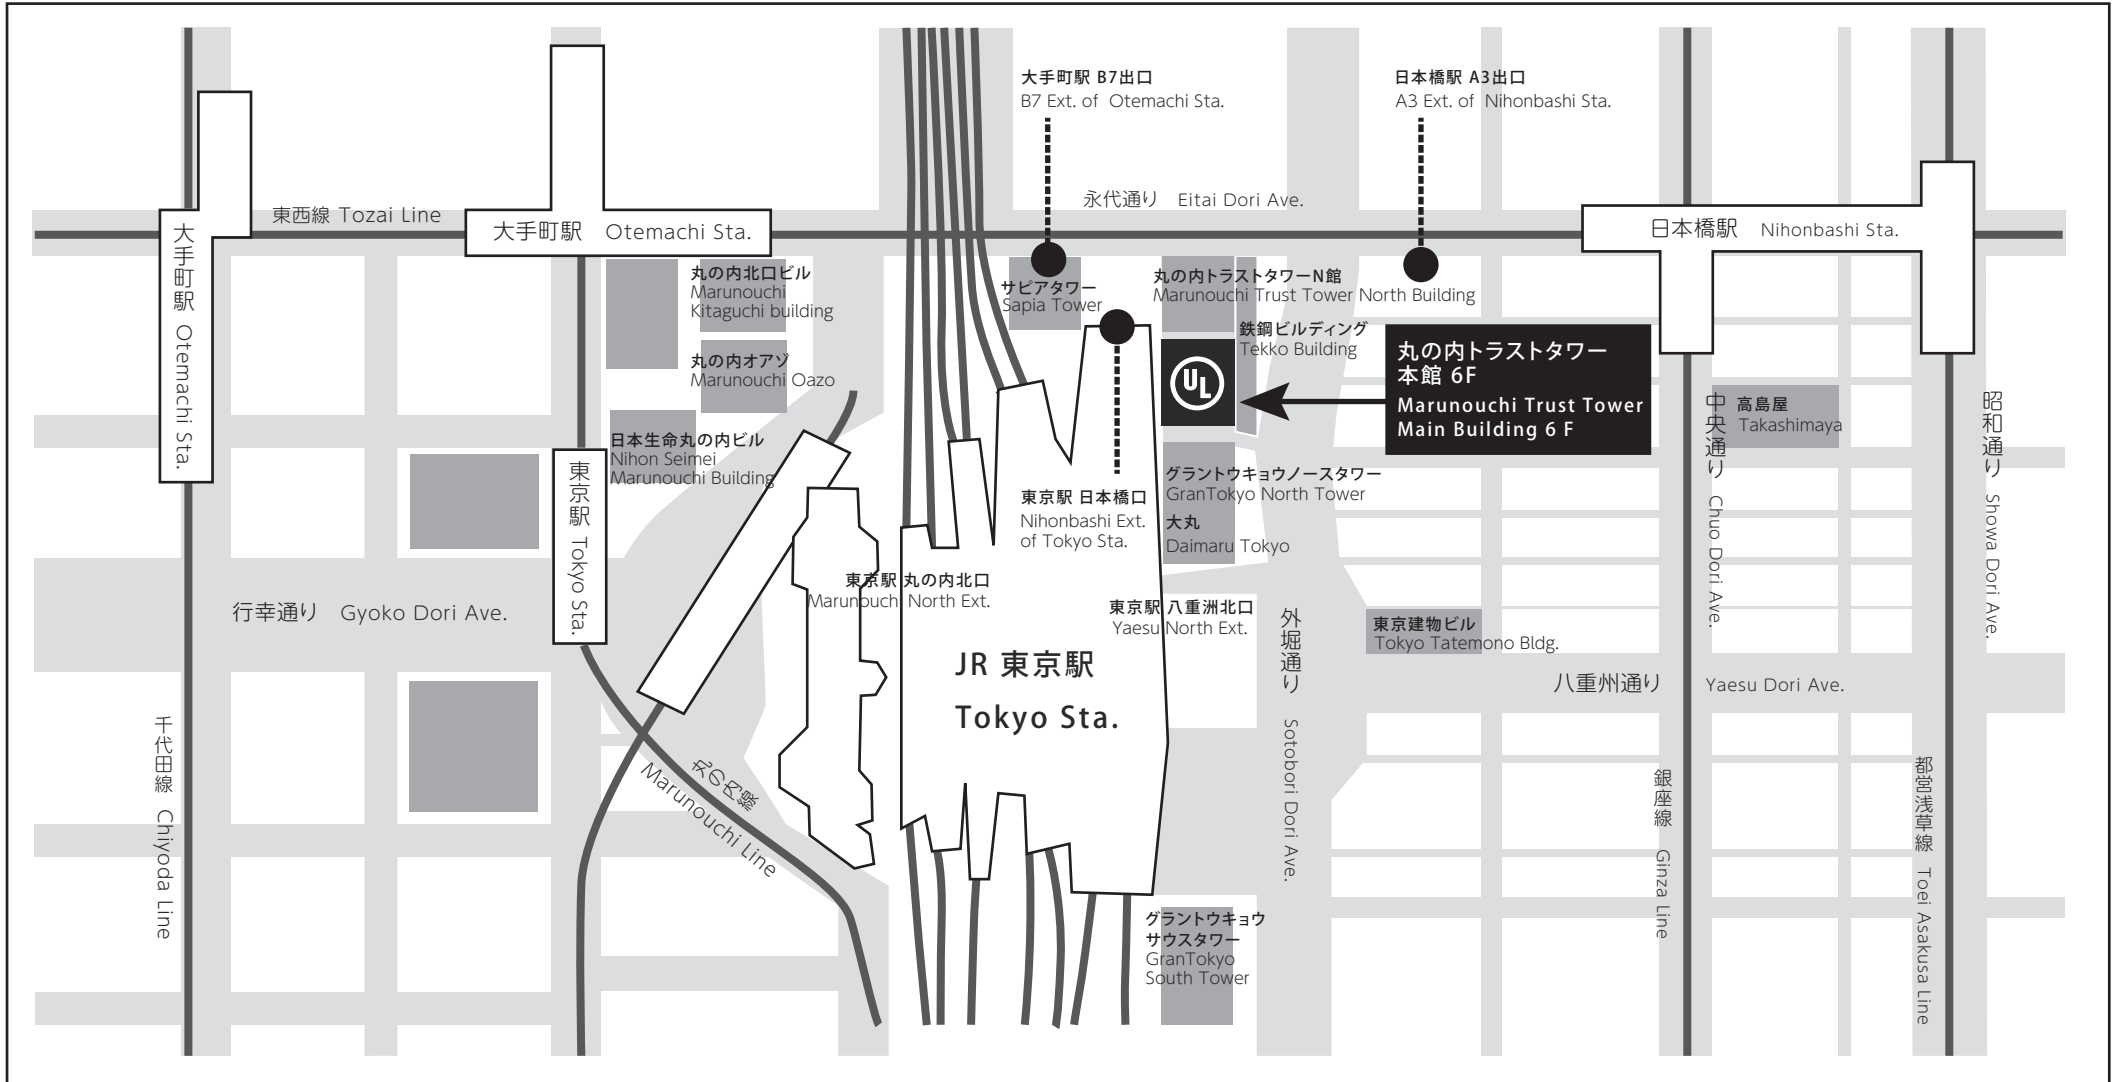 大手町駅 B7出口
B7 Ext. of Otemachi Sta.
日本橋駅 A3出口
A3 Ext. of Nihonbashi Sta.
永代通り Eitai Dori Ave.
東西線 Tozai Line
大手町駅 Otemachi Sta.
大手町駅 Otemachi Sta.
日本橋駅 Nihonbashi Sta.
丸の内北口ビル
Marunouchi
Kitaguchi building
サピアタワー
Sapia Tower
丸の内トラストタワーN館
Marunouchi Trust Tower North Building
鉄鋼ビルディング
Tekko Building
丸の内オアゾ
Marunouchi Oazo
UL
丸の内トラストタワー
本館 6F
Marunouchi Trust Tower
Main Building 6 F
高島屋
Takashimaya
中央通り Chuo Dori Ave.
昭和通り Showa Dori Ave.
日本生命丸の内ビル
Nihon Seimei
Marunouchi Building
東京駅 Tokyo Sta.
東京駅 日本橋口
Nihonbashi Ext.
of Tokyo Sta.
グラントウキョウノースタワー
GranTokyo North Tower
大丸
Daimaru Tokyo
東京駅 丸の内北口
Marunouchi North Ext.
東京駅 八重洲北口
Yaesu North Ext.
行幸通り Gyoko Dori Ave.
外堀通り Sotobori Dori Ave.
東京建物ビル
Tokyo Tatemono Bldg.
JR 東京駅
Tokyo Sta.
八重州通り Yaesu Dori Ave.
千代田線 Chiyoda Line
丸の内線
Marunouchi Line
銀座線 Ginza Line
都営浅草線 Toei Asakusa Line
グラントウキョウ
サウスタワー
GranTokyo
South Tower